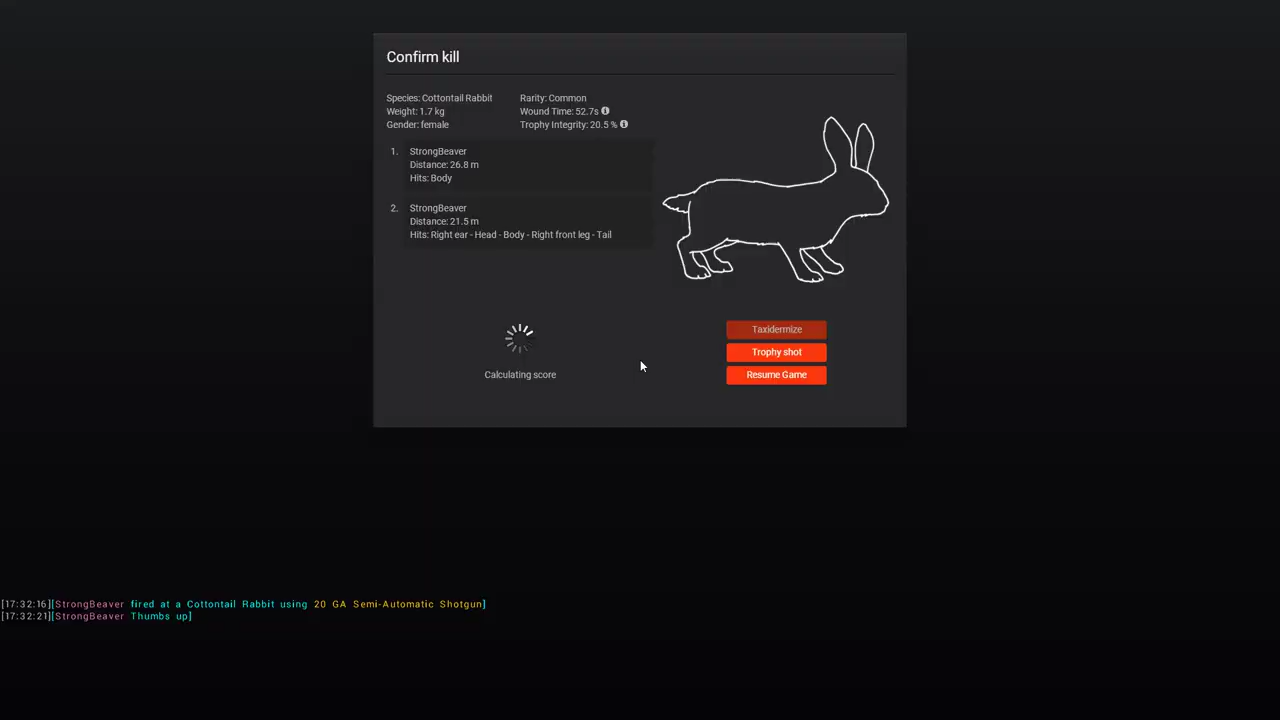 Confirm kill
Species: Cottontail Rabbit
Weight: 1.7 kg
Gender: female
Rarity: Common
Wound Time: 52.7s
Trophy Integrity: 20.5 %
1. StrongBeaver
Distance: 26.8 m
Hits: Body
2. StrongBeaver
Distance: 21.5 m
Hits: Right ear - Head - Body - Right front leg - Tail
Calculating score
Taxidermize
Trophy shot
Resume Game
[17:32:16][StrongBeaver fired at a Cottontail Rabbit using 20 GA Semi-Automatic Shotgun]
[17:32:21][StrongBeaver Thumbs up]